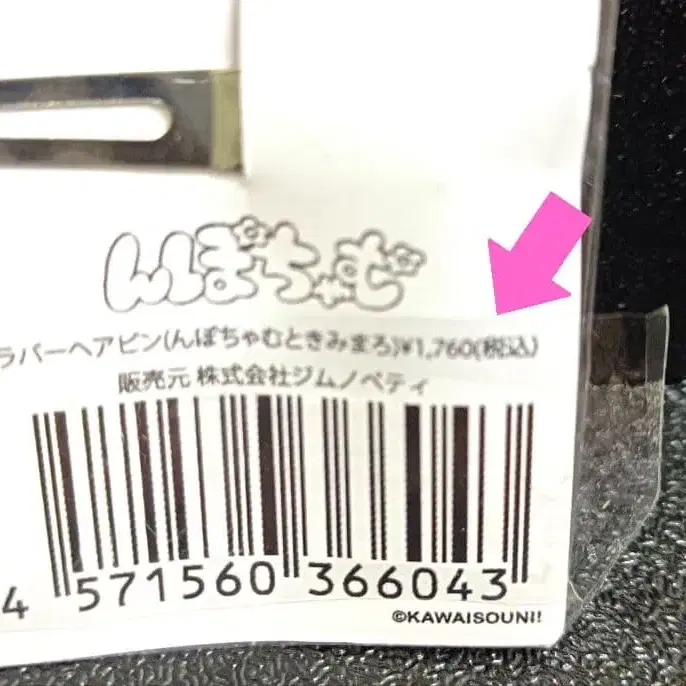 んぽちゃむ
ラバーヘアピン(んぽちゃむときみまろ)¥1,760(税込)
販売元 株式会社ジムノペティ
4 571560 366043
©KAWAISOUNI!